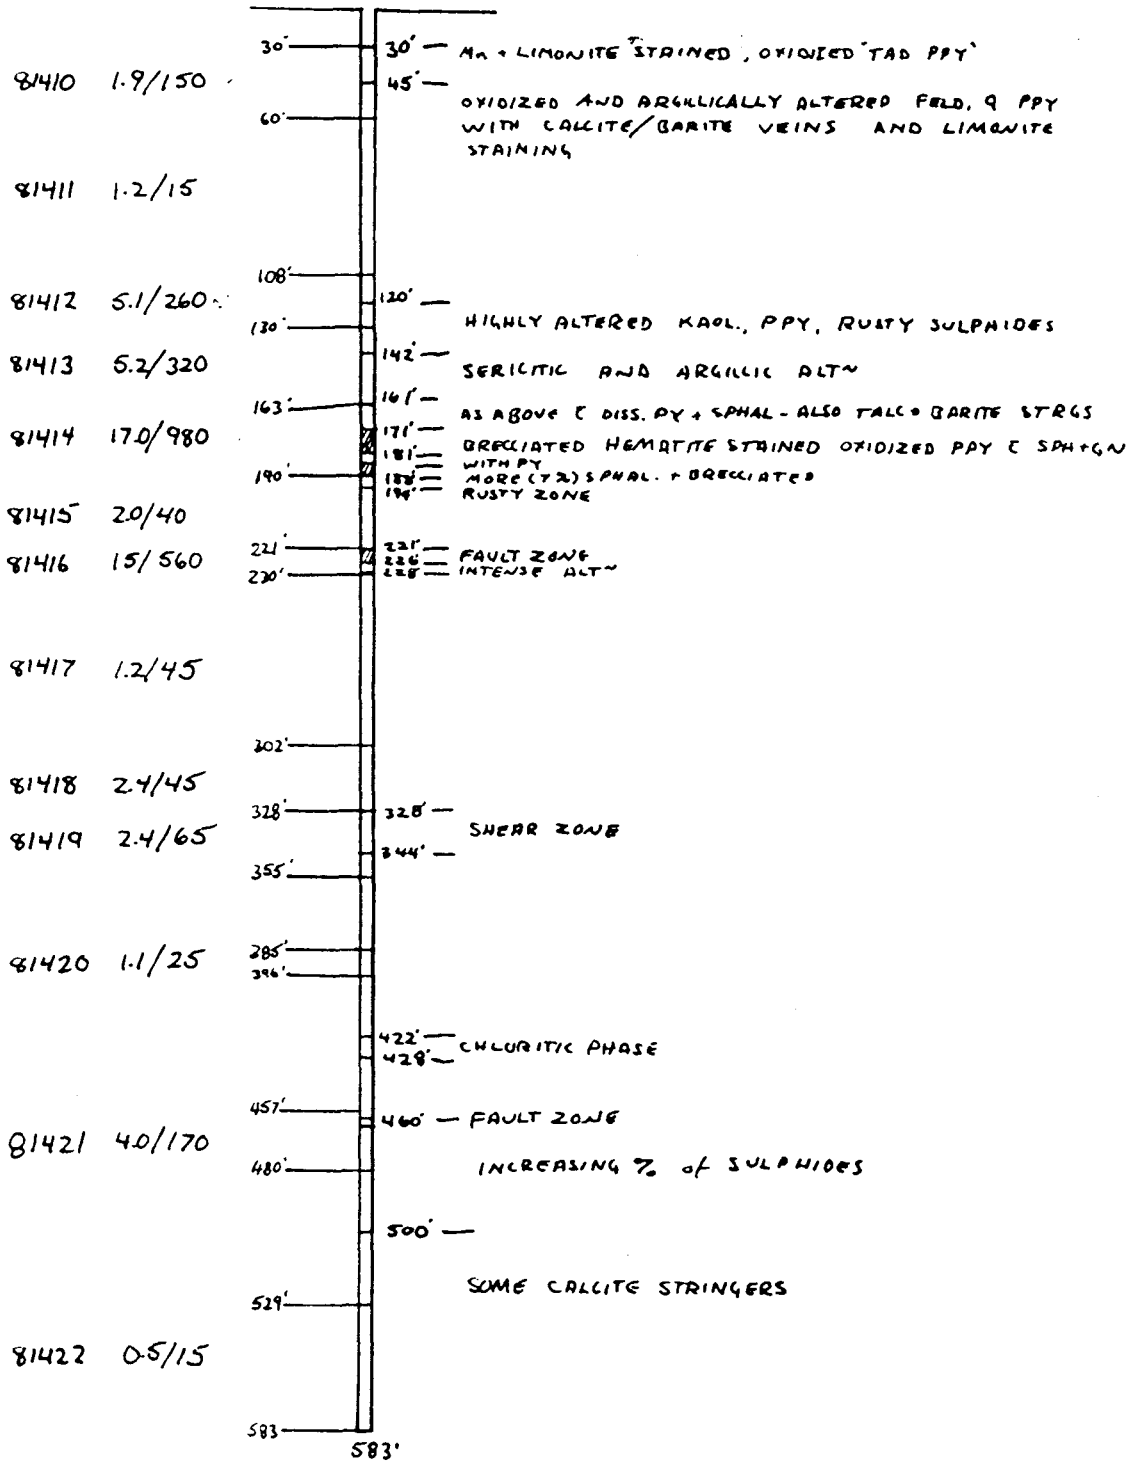 30' 30' Mn + LIMONITE STAINED, OXIDIZED "TAD PPY"
81410 1.9/150 45'
OXIDIZED AND ARGILLICALLY ALTERED FELD. Q PPY
60' WITH CALCITE/BARITE VEINS AND LIMONITE
STAINING
81411 1.2/15
108'
81412 5.1/260 120'
130' HIGHLY ALTERED KAOL., PPY, RUSTY SULPHIDES
81413 5.2/320 142'
SERICITIC AND ARGILLIC ALT~
163' 161'
AS ABOVE C DISS. PY + SPHAL - ALSO TALC + BARITE STRGS
81414 17.0/980 171'
BRECCIATED HEMATITE STAINED OXIDIZED PPY C SPH+GN
181' WITH PY
190' 188' MORE (7%) SPHAL. + BRECCIATED
194' RUSTY ZONE
81415 2.0/40
221' 221'
81416 15/560 226' FAULT ZONE
230' 228' INTENSE ALT~
81417 1.2/45
302'
81418 2.4/45
328' 328'
81419 2.4/65 SHEAR ZONE
344'
355'
385'
81420 1.1/25
396'
422'
CHLORITIC PHASE
428'
457'
460' FAULT ZONE
81421 4.0/170
480' INCREASING % of SULPHIDES
500'
SOME CALCITE STRINGERS
529'
81422 0.5/15
583
583'